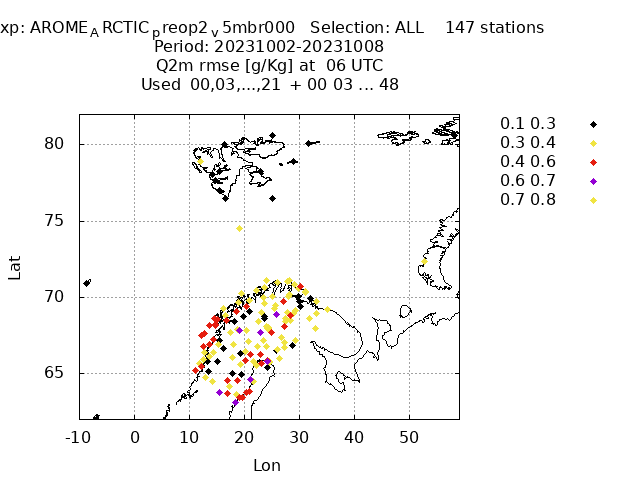 xp: AROME_ARCTIC_preop2_v5mbr000 Selection: ALL 147 stations
Period: 20231002-20231008
Q2m rmse [g/Kg] at 06 UTC
Used 00,03,...,21 + 00 03 ... 48
0.1 0.3
0.3 0.4
0.4 0.6
0.6 0.7
0.7 0.8
80
75
70
65
Lat
-10 0 10 20 30 40 50
Lon